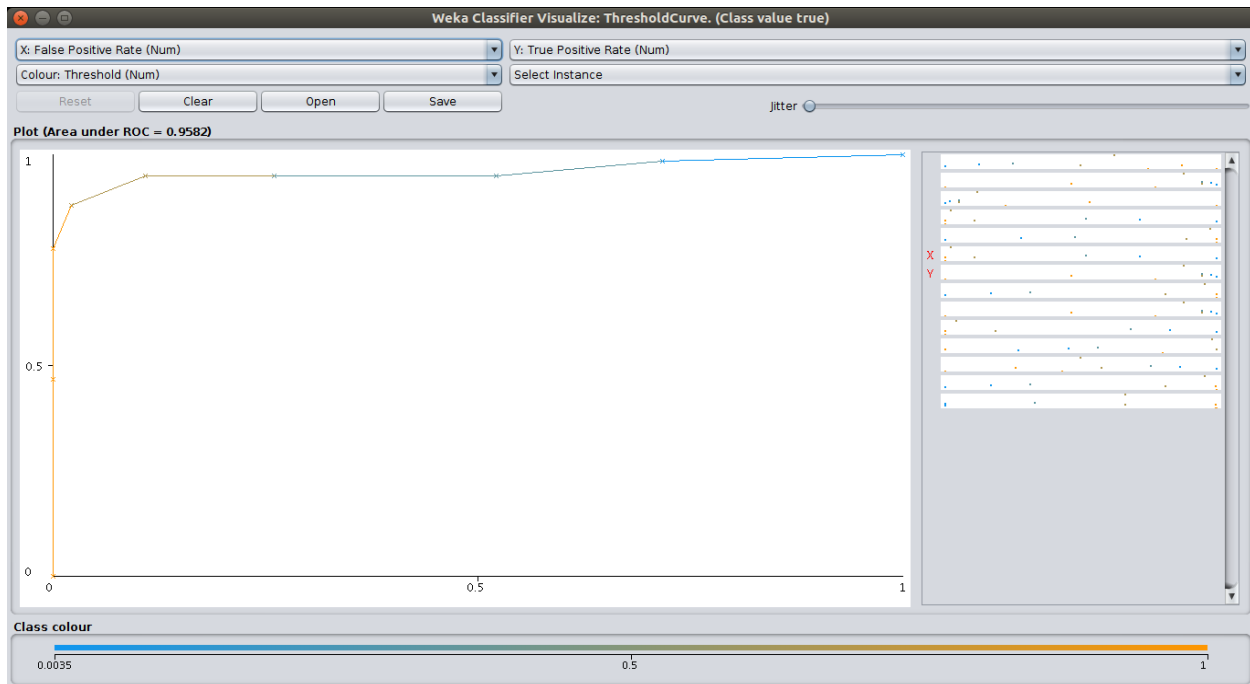 Weka Classifier Visualize: ThresholdCurve. (Class value true)
X: False Positive Rate (Num) Y: True Positive Rate (Num)
Colour: Threshold (Num) Select Instance
Reset Clear Open Save Jitter
Plot (Area under ROC = 0.9582)
1
X
Y
0.5
0
0 0.5 1
Class colour
0.0035 0.5 1